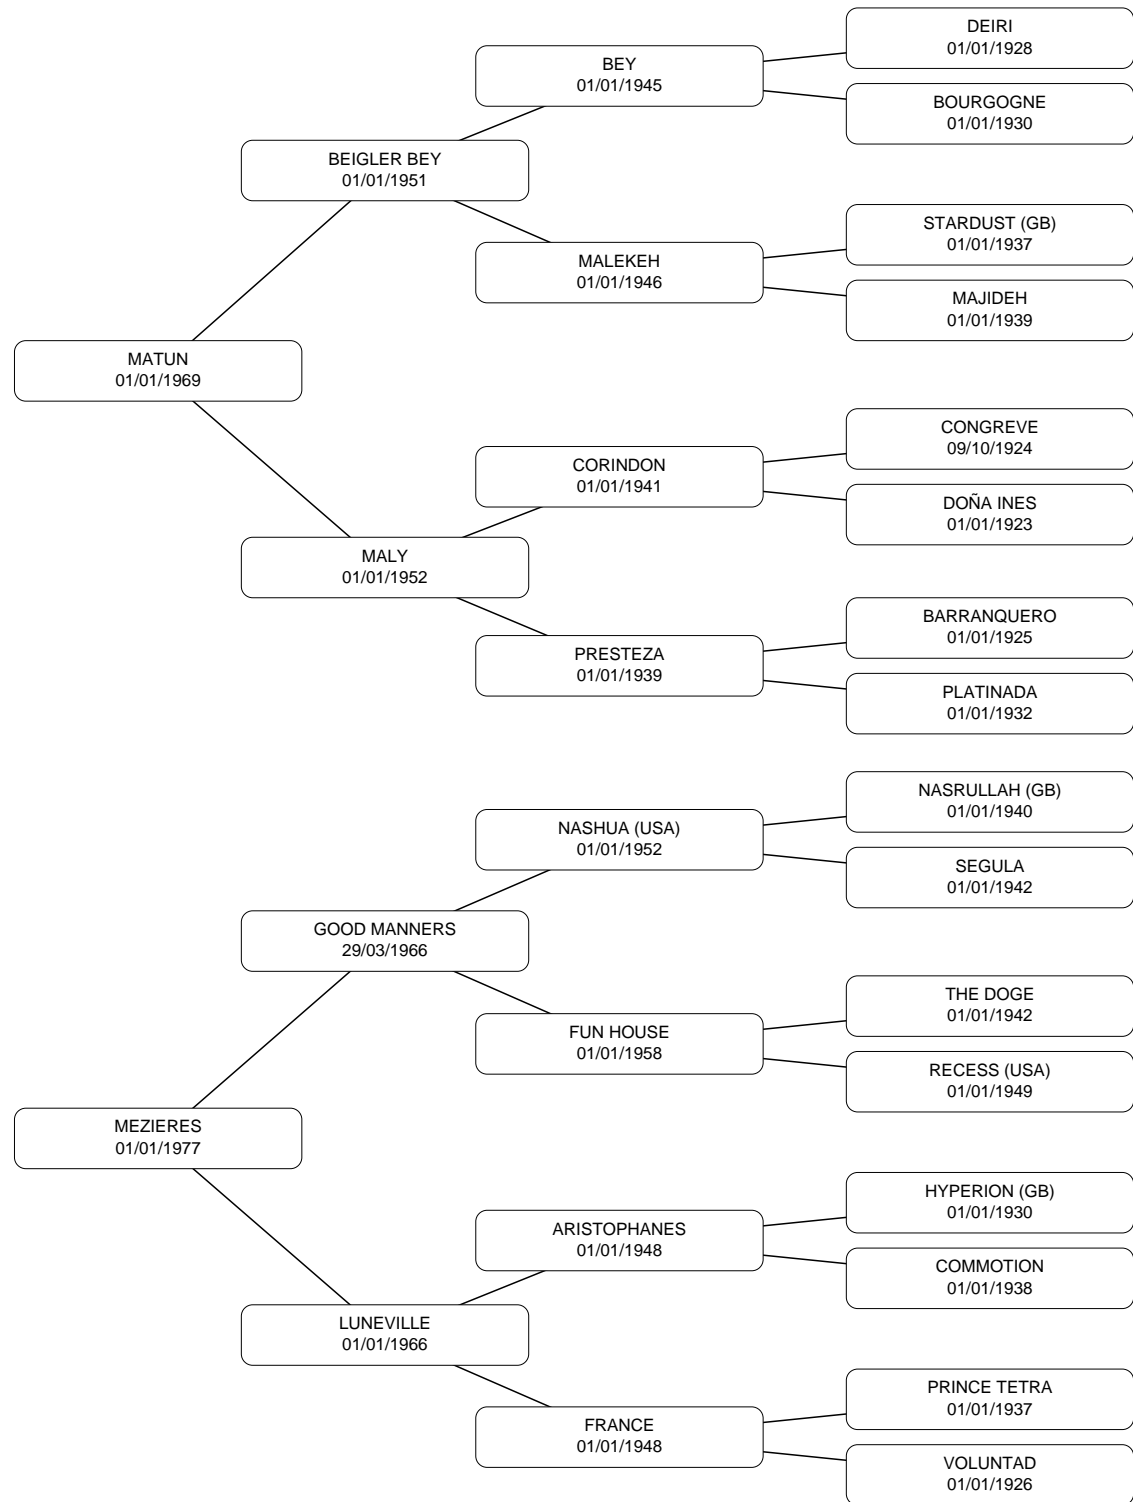 DEIRI
01/01/1928
BEY
01/01/1945
BOURGOGNE
01/01/1930
BEIGLER BEY
01/01/1951
STARDUST (GB)
01/01/1937
MALEKEH
01/01/1946
MAJIDEH
01/01/1939
MATUN
01/01/1969
CONGREVE
09/10/1924
CORINDON
01/01/1941
DOÑA INES
01/01/1923
MALY
01/01/1952
BARRANQUERO
01/01/1925
PRESTEZA
01/01/1939
PLATINADA
01/01/1932
NASRULLAH (GB)
01/01/1940
NASHUA (USA)
01/01/1952
SEGULA
01/01/1942
GOOD MANNERS
29/03/1966
THE DOGE
01/01/1942
FUN HOUSE
01/01/1958
RECESS (USA)
01/01/1949
MEZIERES
01/01/1977
HYPERION (GB)
01/01/1930
ARISTOPHANES
01/01/1948
COMMOTION
01/01/1938
LUNEVILLE
01/01/1966
PRINCE TETRA
01/01/1937
FRANCE
01/01/1948
VOLUNTAD
01/01/1926